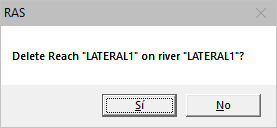 RAS
Delete Reach "LATERAL1" on river "LATERAL1"?
Sí
No